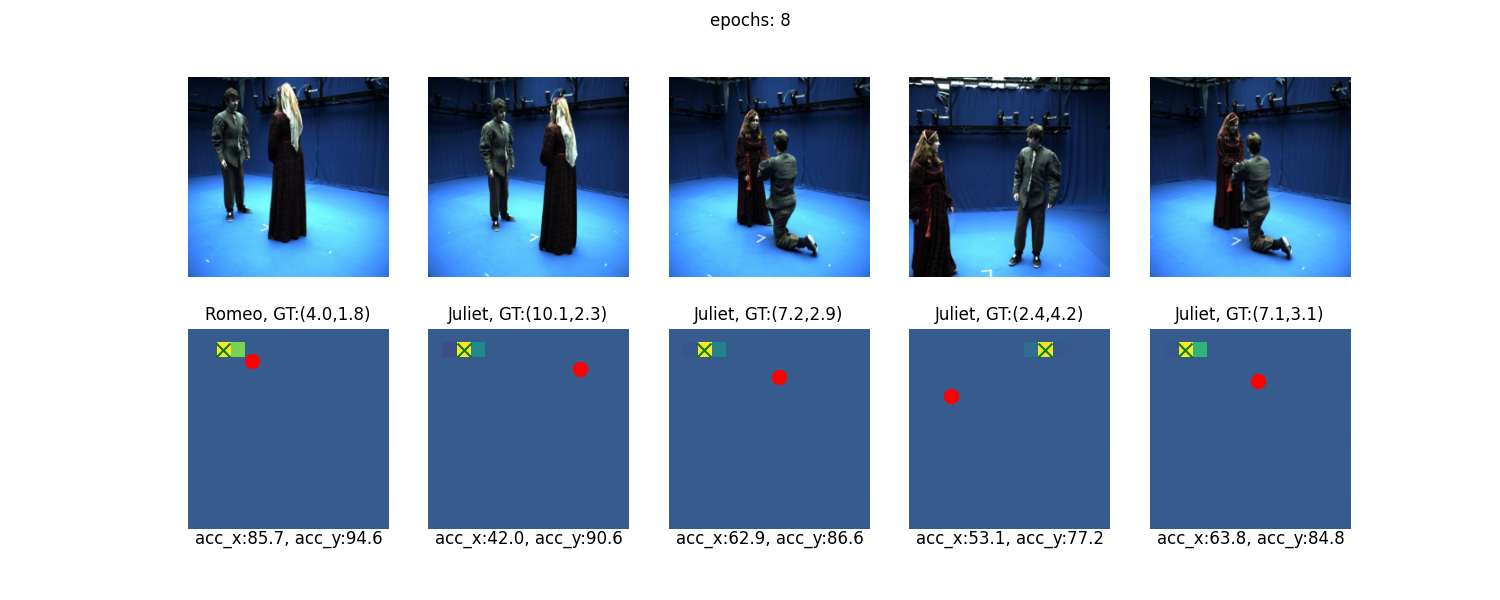 epochs: 8
Romeo, GT:(4.0,1.8)
Juliet, GT:(10.1,2.3)
Juliet, GT:(7.2,2.9)
Juliet, GT:(2.4,4.2)
Juliet, GT:(7.1,3.1)
acc_x:85.7, acc_y:94.6
acc_x:42.0, acc_y:90.6
acc_x:62.9, acc_y:86.6
acc_x:53.1, acc_y:77.2
acc_x:63.8, acc_y:84.8